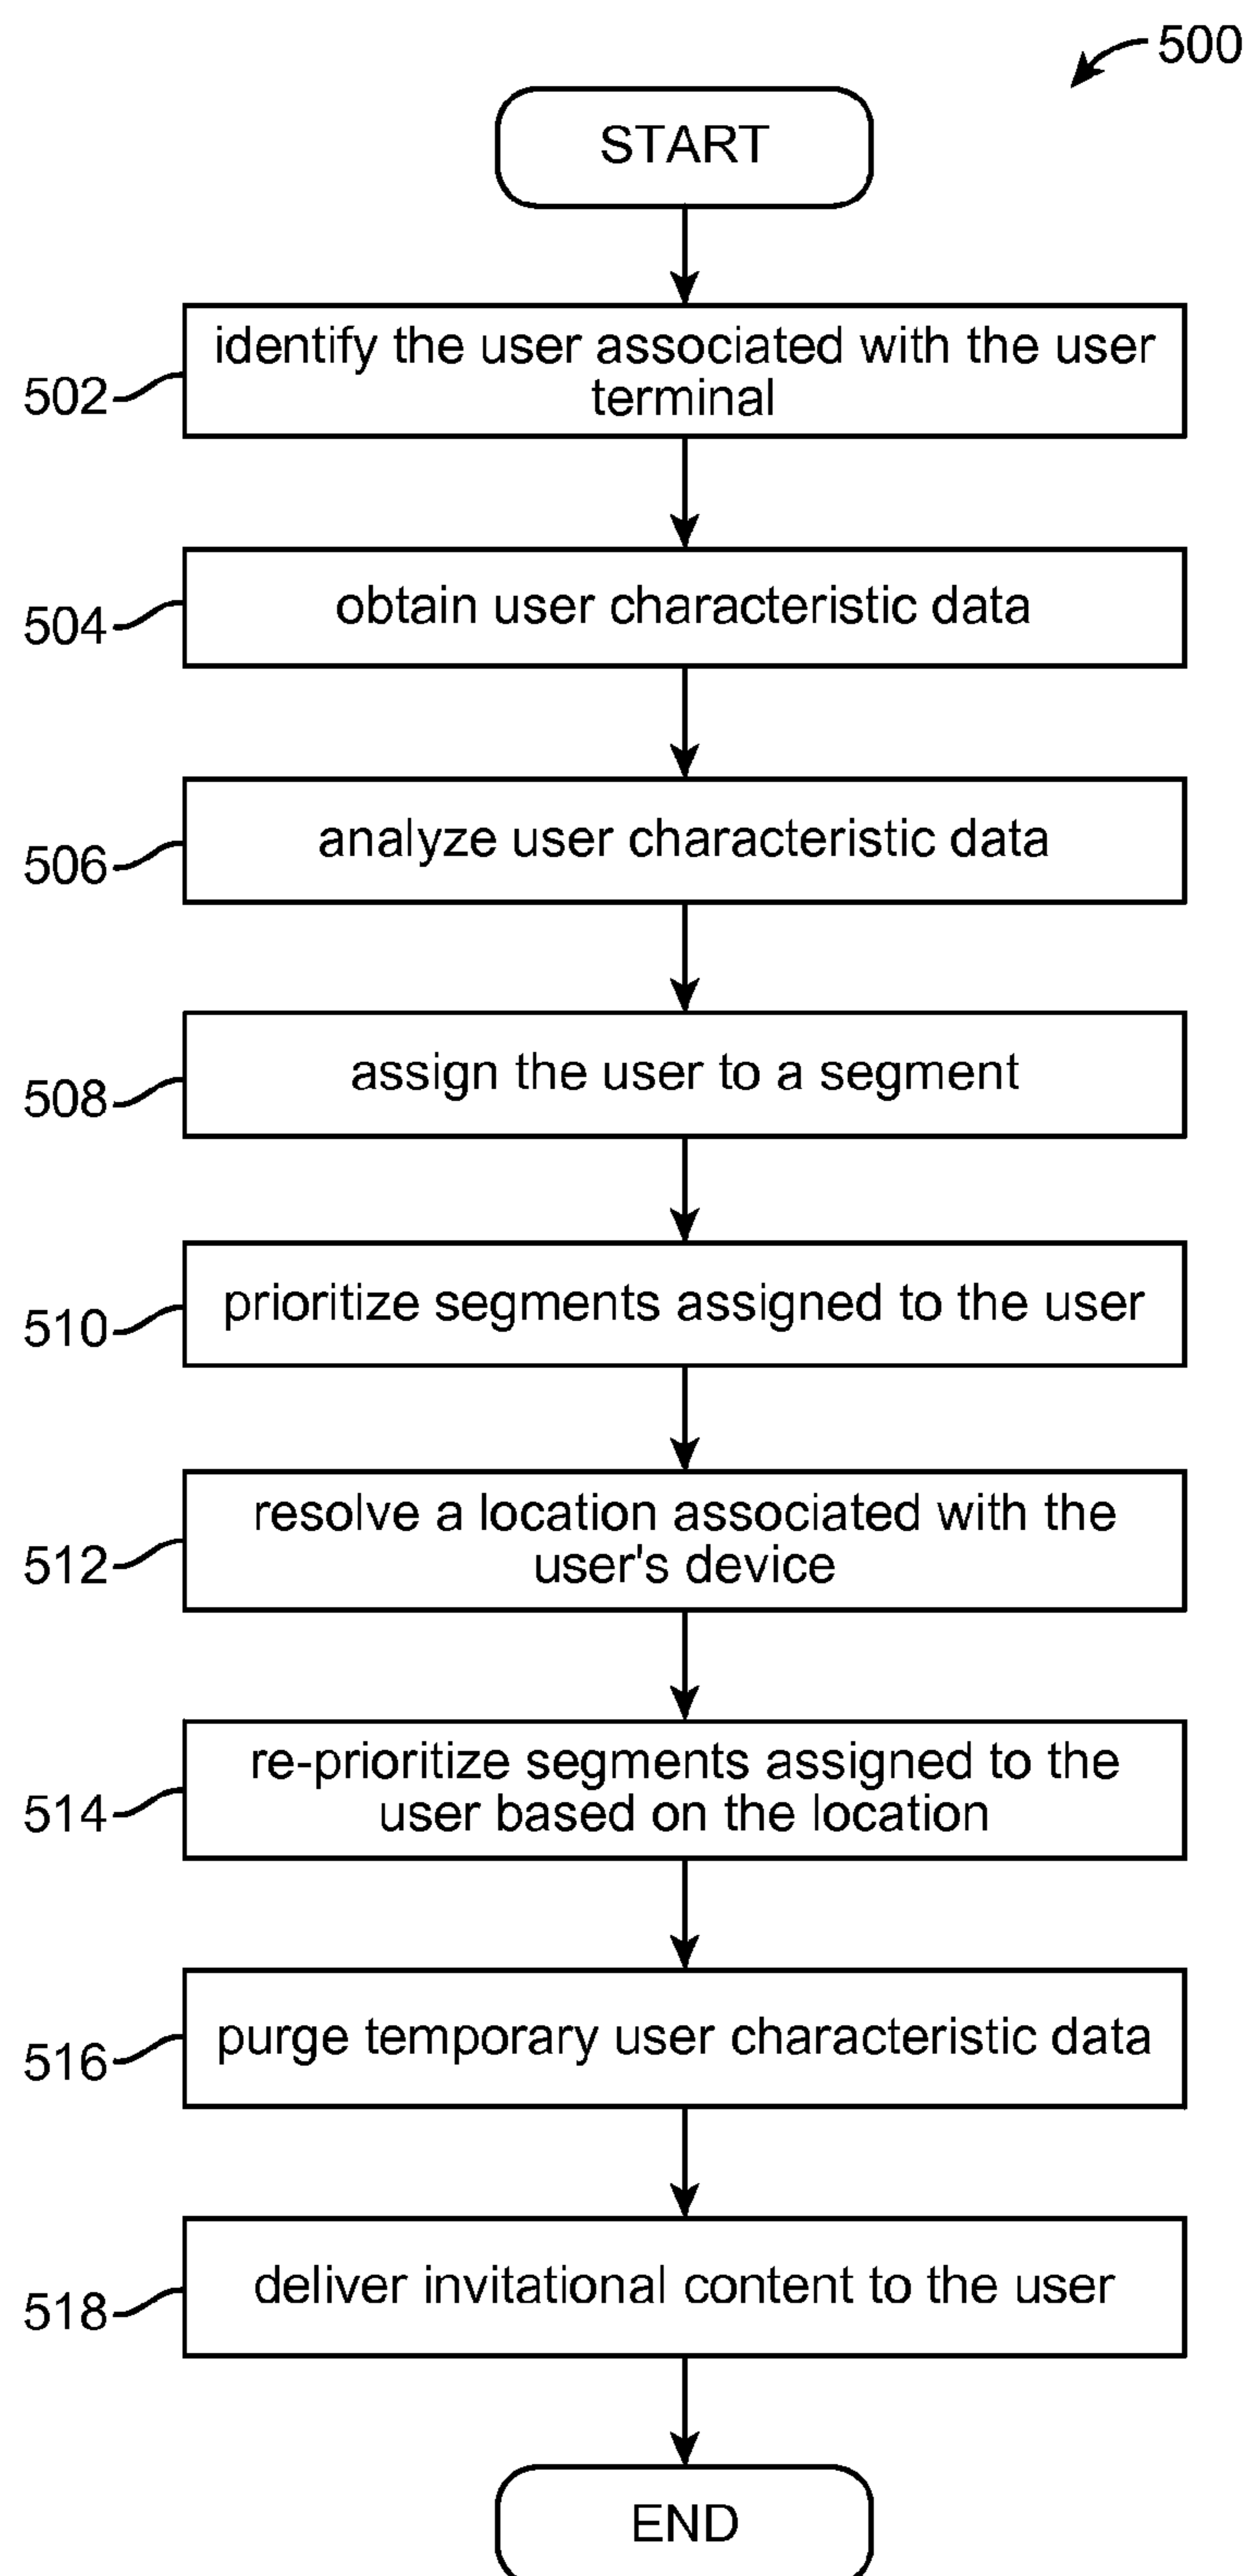 500
START
identify the user associated with the user
terminal
502
obtain user characteristic data
504
analyze user characteristic data
506
assign the user to a segment
508
prioritize segments assigned to the user
510
resolve a location associated with the
user's device
512
re-prioritize segments assigned to the
user based on the location
514
purge temporary user characteristic data
516
deliver invitational content to the user
518
END